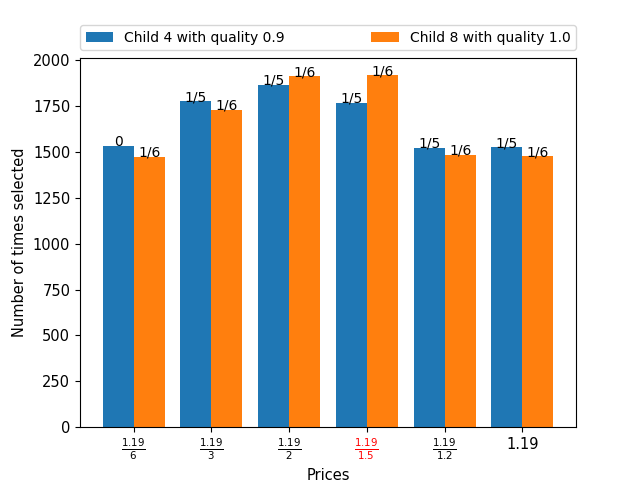 Child 4 with quality 0.9 Child 8 with quality 1.0
2000
1750
1500
1250
1000
750
500
250
0
Number of times selected
0 1/6 1/5 1/6 1/5 1/6 1/5 1/6 1/5 1/6 1/5 1/6
1.19/6 1.19/3 1.19/2 1.19/1.5 1.19/1.2 1.19
Prices